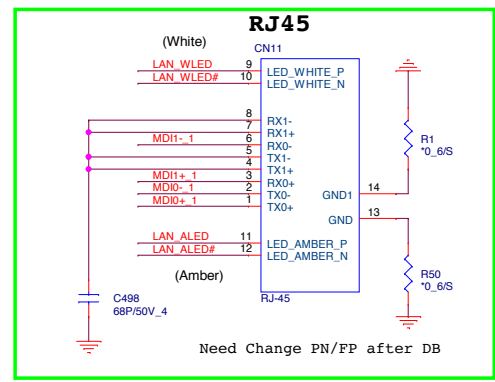 RJ45
(White)
CN11
LAN_WLED 9 LED_WHITE_P
LAN_WLED# 10 LED_WHITE_N
8 RX1-
7 RX1+
MDI1-_1 6 RX0-
5 TX1-
4 TX1+
MDI1+_1 3 RX0+
MDI0-_1 2 TX0-
MDI0+_1 1 TX0+
GND1 14
GND 13
LAN_ALED 11 LED_AMBER_P
LAN_ALED# 12 LED_AMBER_N
(Amber)
RJ-45
R1
*0_6/S
R50
*0_6/S
C498
68P/50V_4
Need Change PN/FP after DB